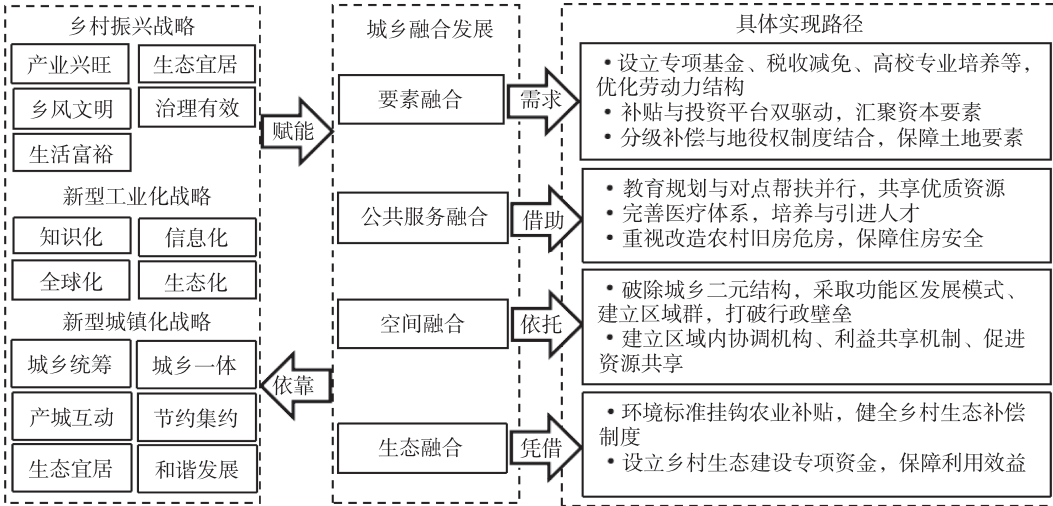 乡村振兴战略
产业兴旺
生态宜居
乡风文明
治理有效
生活富裕
新型工业化战略
知识化
信息化
全球化
生态化
新型城镇化战略
城乡统筹
城乡一体
产城互动
节约集约
生态宜居
和谐发展
赋能
依靠
城乡融合发展
要素融合
公共服务融合
空间融合
生态融合
需求
借助
依托
凭借
具体实现路径
•设立专项基金、税收减免、高校专业培养等，
优化劳动力结构
•补贴与投资平台双驱动，汇聚资本要素
•分级补偿与地役权制度结合，保障土地要素
•教育规划与对点帮扶并行，共享优质资源
•完善医疗体系，培养与引进人才
•重视改造农村旧房危房，保障住房安全
•破除城乡二元结构，采取功能区发展模式、
建立区域群，打破行政壁垒
•建立区域内协调机构、利益共享机制、促进
资源共享
•环境标准挂钩农业补贴，健全乡村生态补偿
制度
•设立乡村生态建设专项资金，保障利用效益